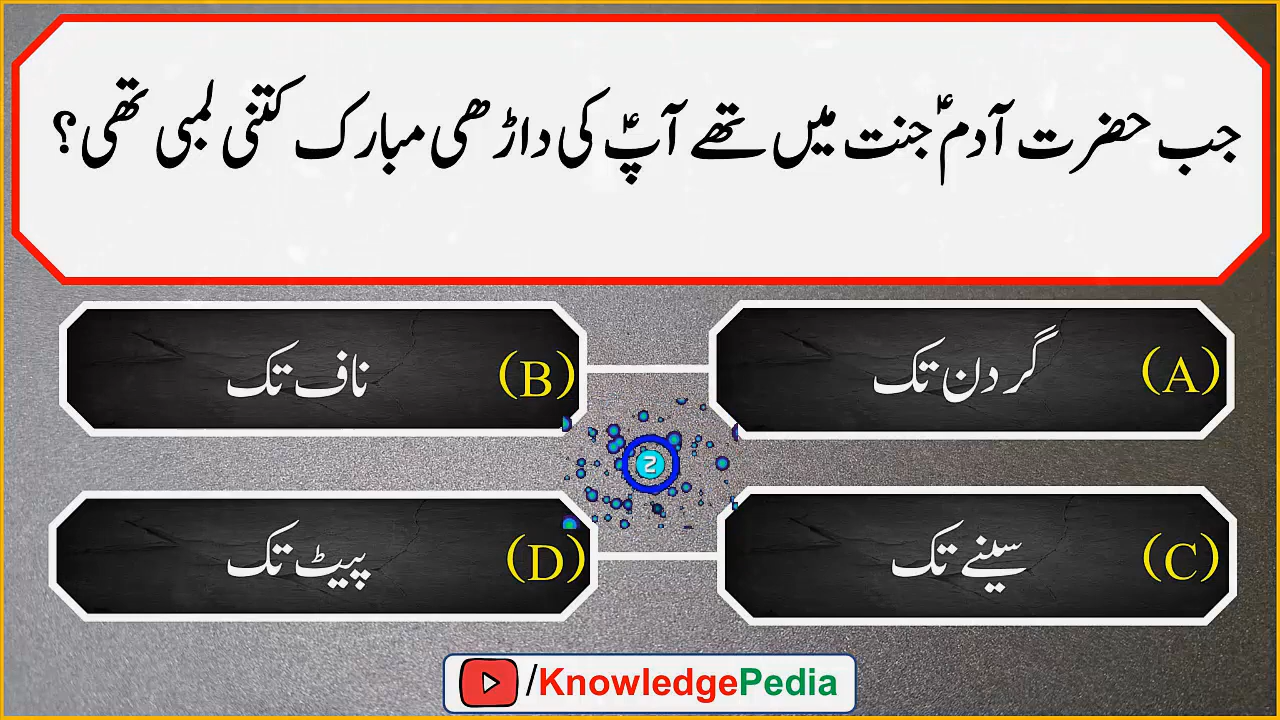 جب حضرت آدمؑ جنت میں تھے آپؑ کی داڑھی مبارک کتنی لمبی تھی؟
(A) گردن تک
(B) ناف تک
2
(C) سینے تک
(D) پیٹ تک
/KnowledgePedia